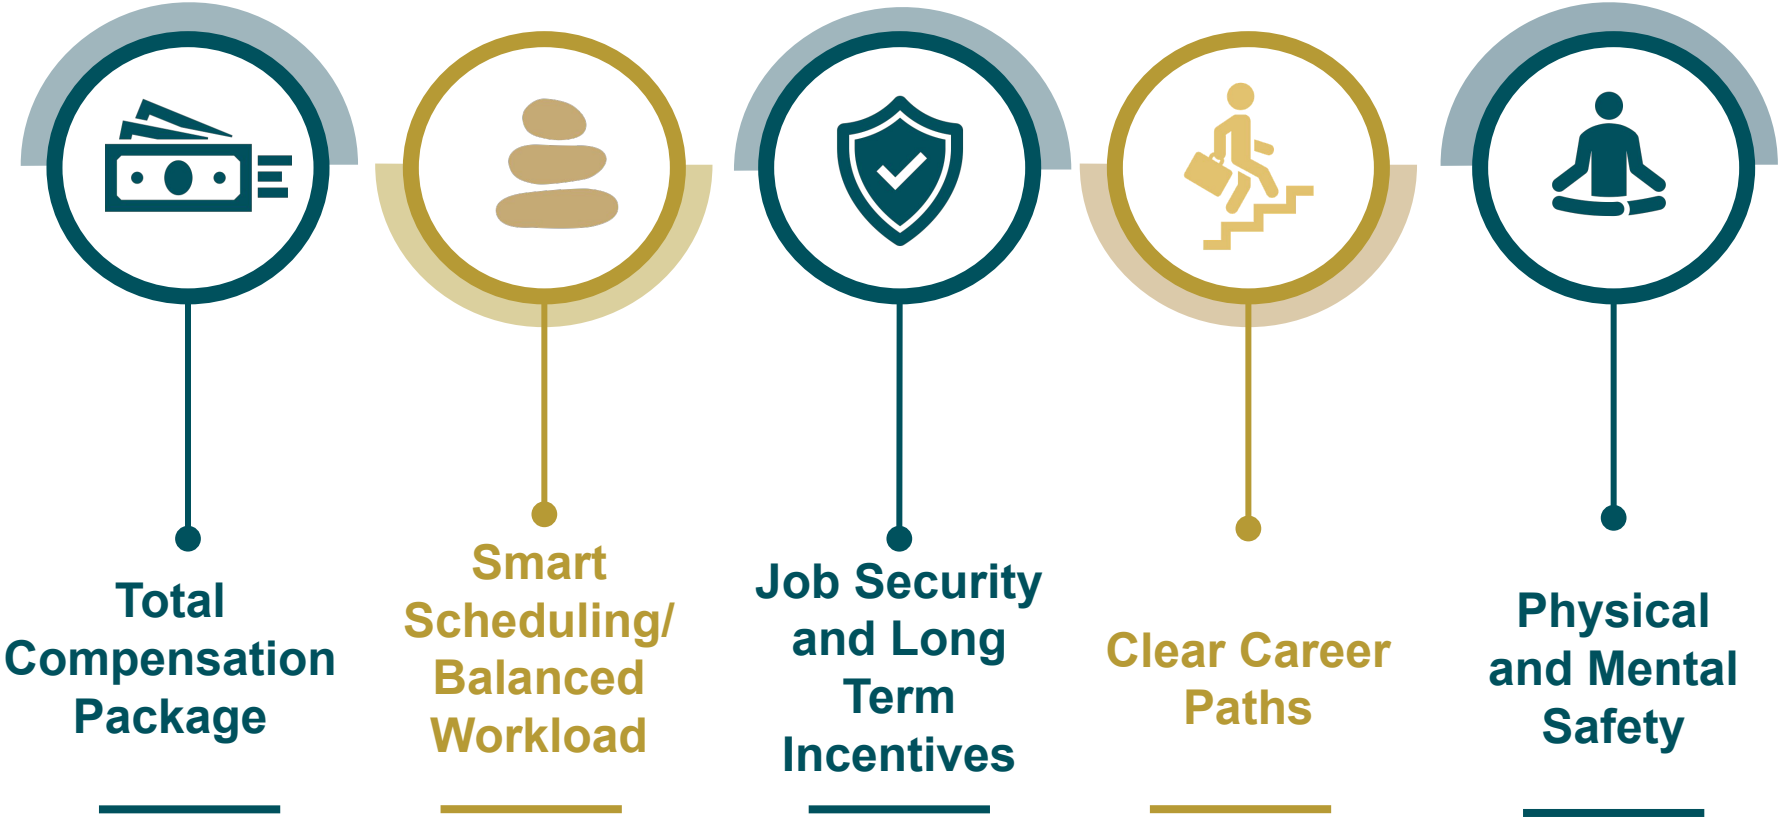 Total
Compensation
Package
Smart
Scheduling/
Balanced
Workload
Job Security
and Long
Term
Incentives
Clear Career
Paths
Physical
and Mental
Safety